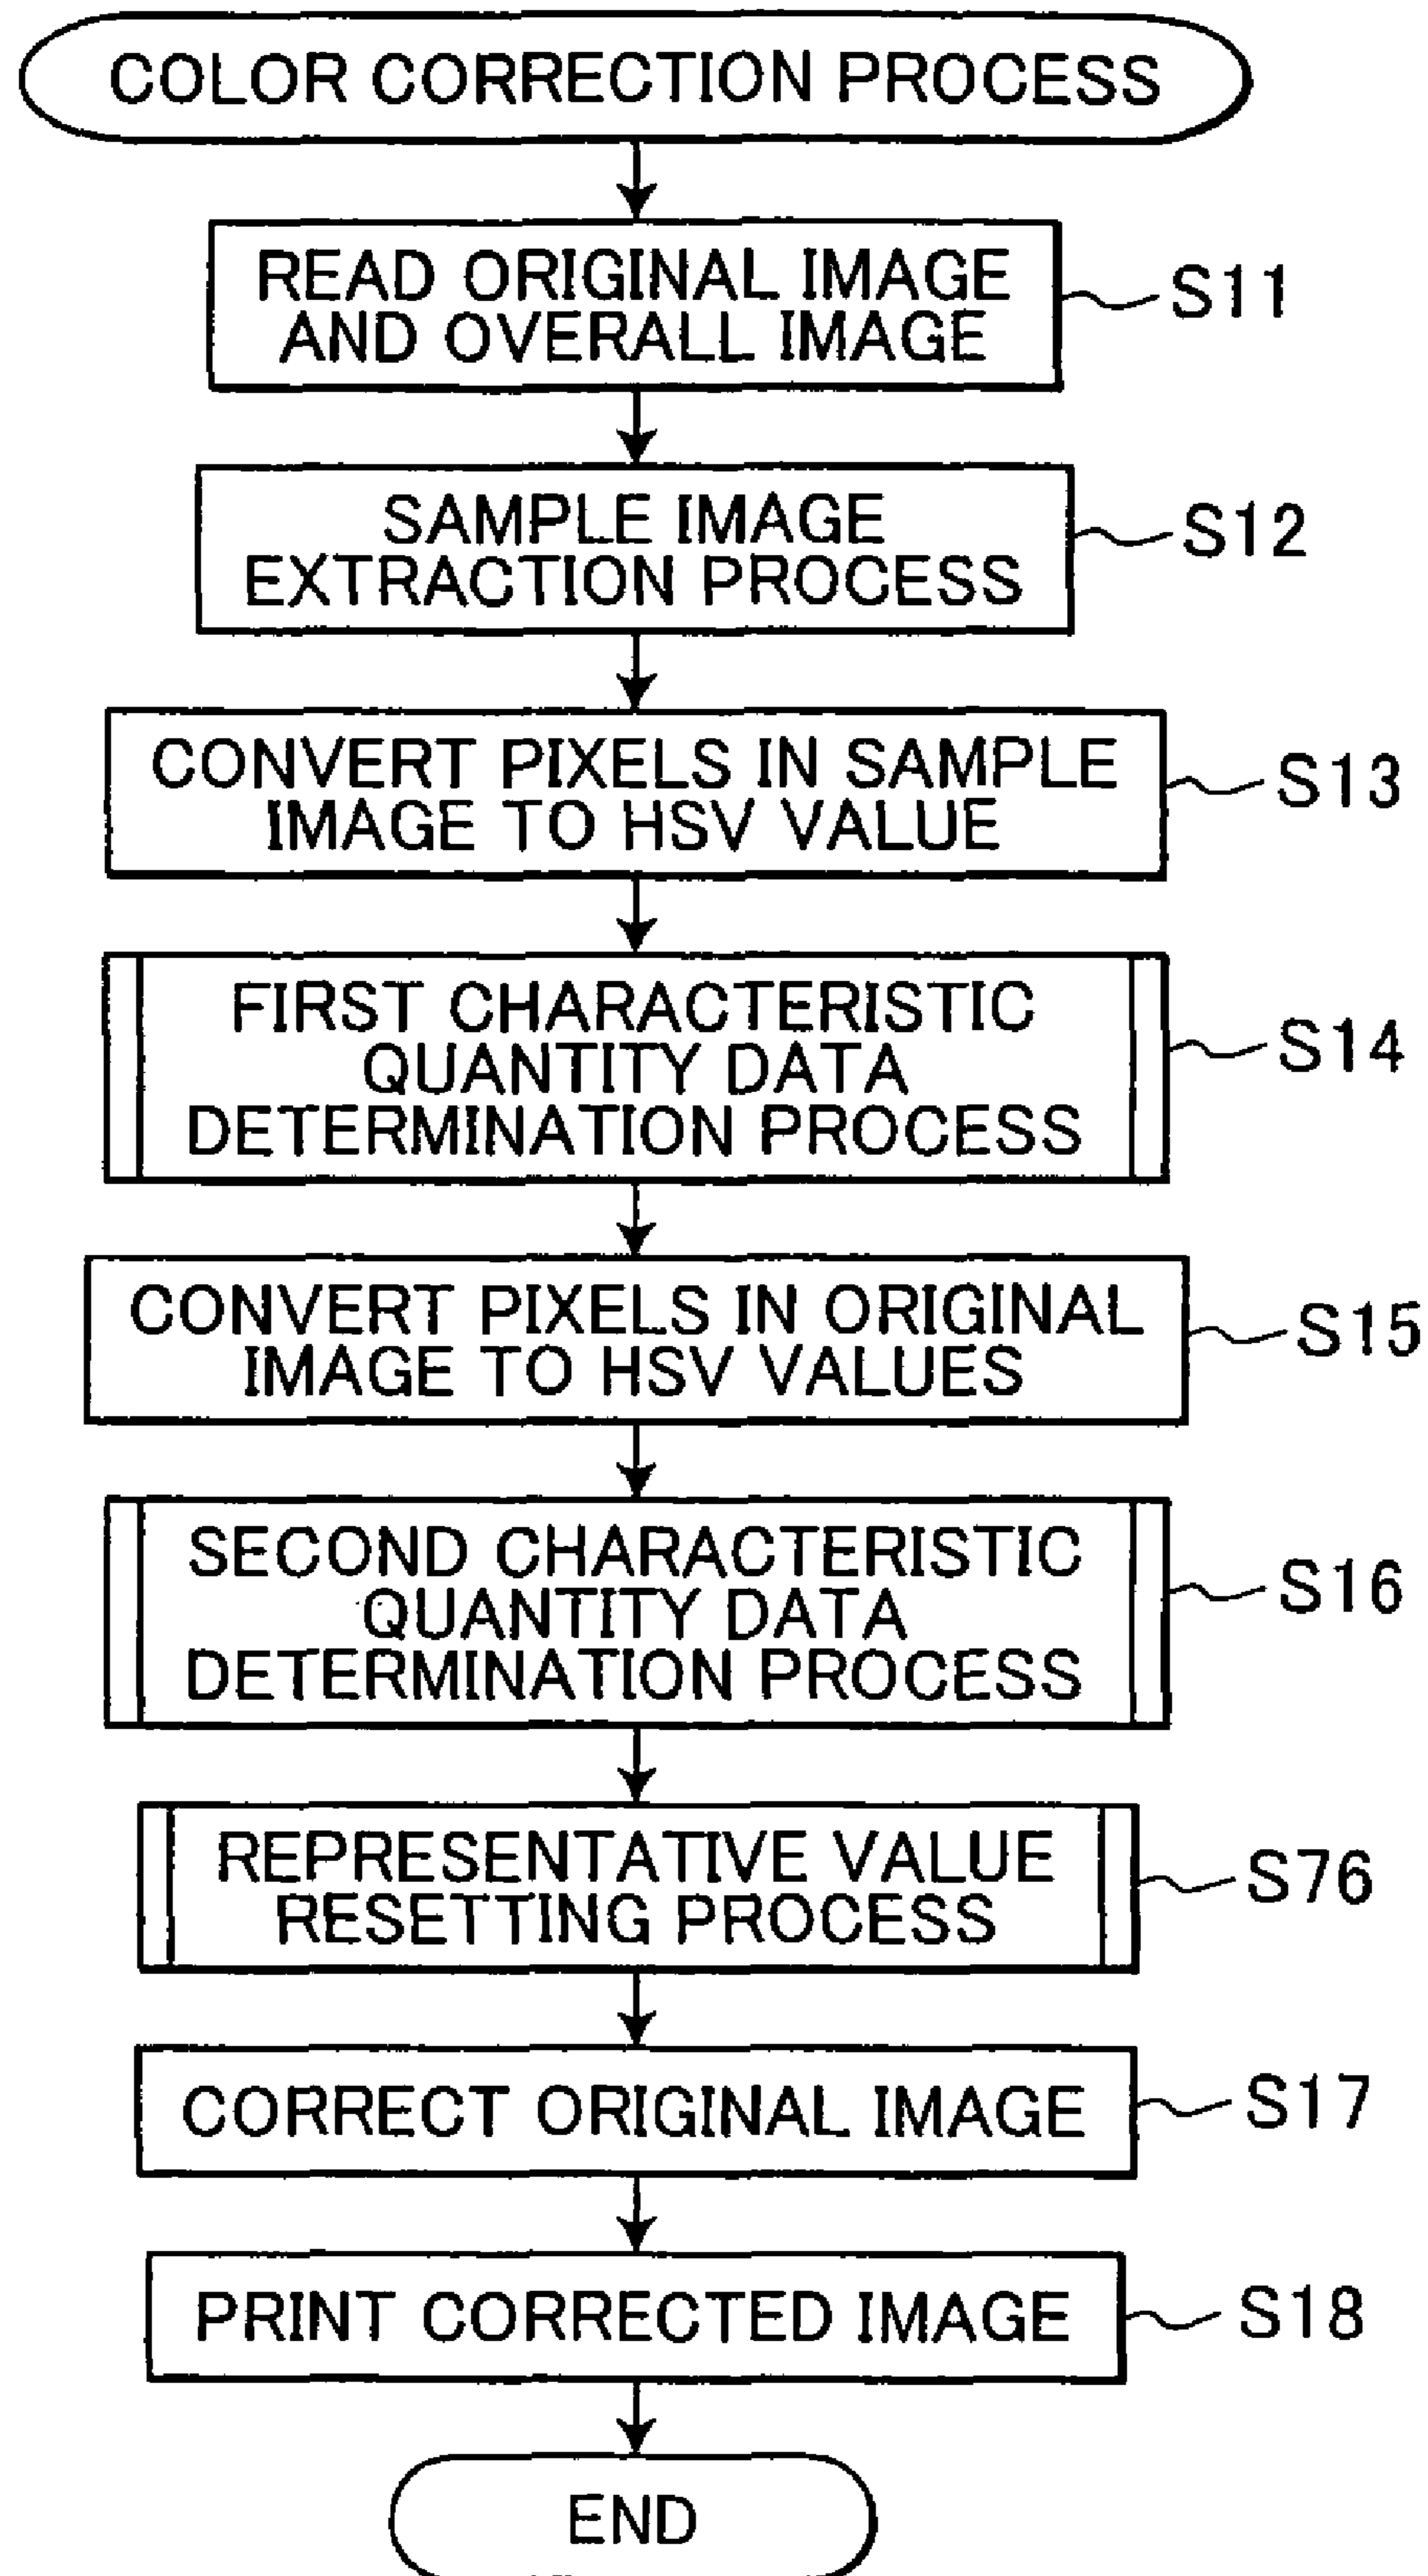 COLOR CORRECTION PROCESS
READ ORIGINAL IMAGE
AND OVERALL IMAGE
S11
SAMPLE IMAGE
EXTRACTION PROCESS
S12
CONVERT PIXELS IN SAMPLE
IMAGE TO HSV VALUE
S13
FIRST CHARACTERISTIC
QUANTITY DATA
DETERMINATION PROCESS
S14
CONVERT PIXELS IN ORIGINAL
IMAGE TO HSV VALUES
S15
SECOND CHARACTERISTIC
QUANTITY DATA
DETERMINATION PROCESS
S16
REPRESENTATIVE VALUE
RESETTING PROCESS
S76
CORRECT ORIGINAL IMAGE
S17
PRINT CORRECTED IMAGE
S18
END